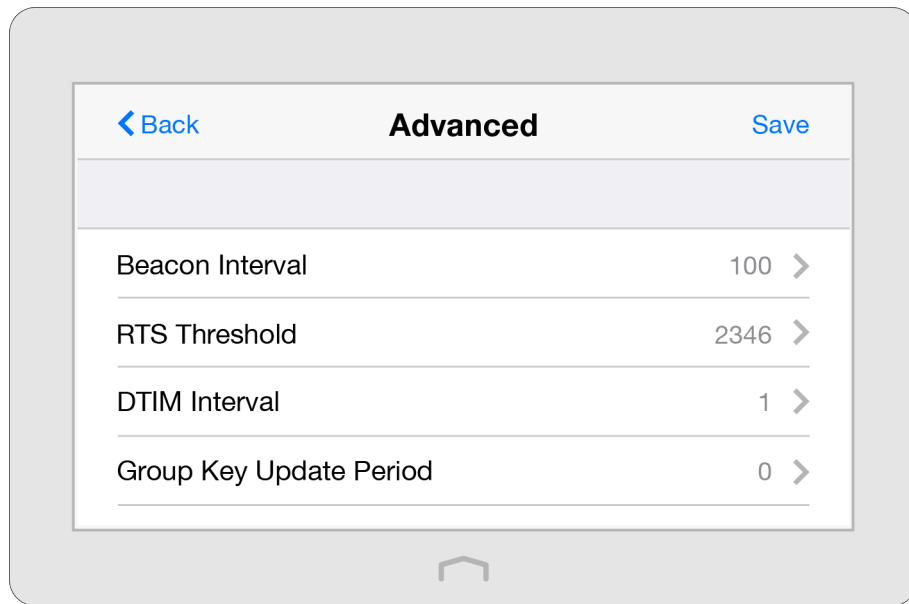 Back Advanced Save
Beacon Interval 100
RTS Threshold 2346
DTIM Interval 1
Group Key Update Period 0